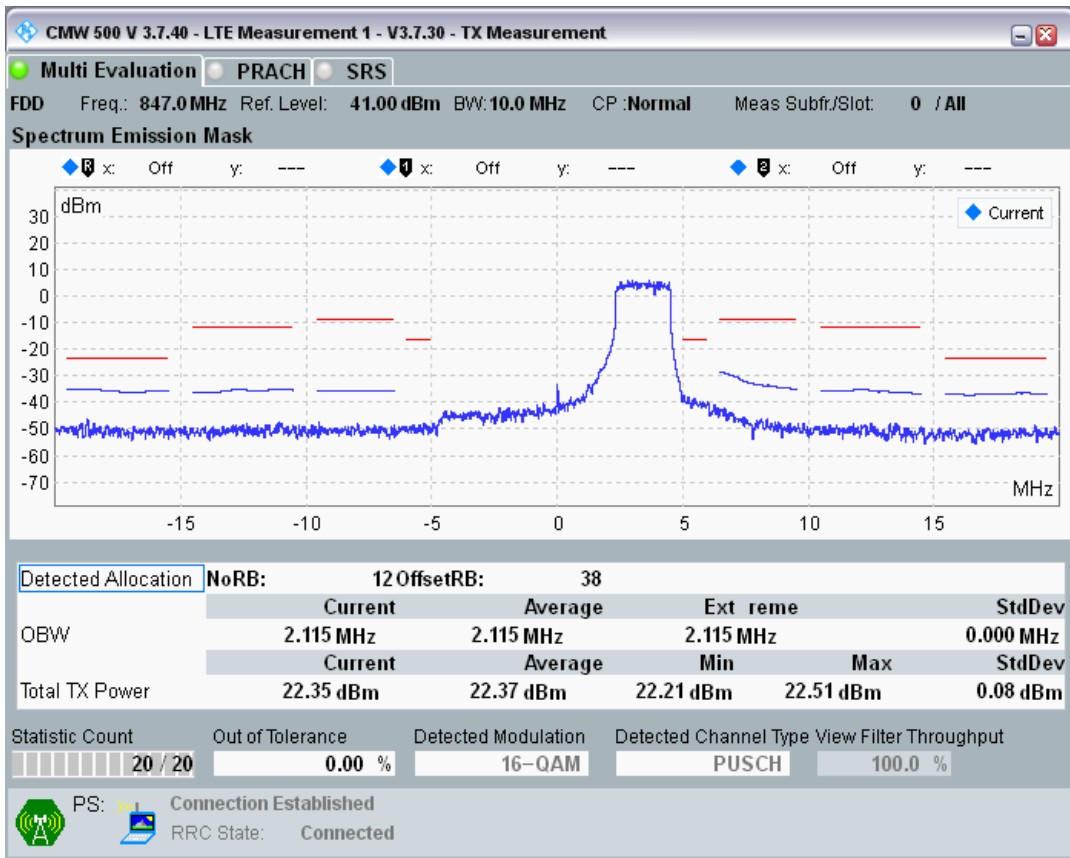 CMW 500 V 3.7.40 - LTE Measurement 1 - V3.7.30 - TX Measurement
Multi Evaluation PRACH SRS
FDD Freq.: 847.0 MHz Ref. Level: 41.00 dBm BW: 10.0 MHz CP :Normal Meas Subfr./Slot: 0 / All
Spectrum Emission Mask
R x: Off y: --- 1 x: Off y: --- 2 x: Off y: ---
dBm
Current
30
20
10
0
-10
-20
-30
-40
-50
-60
-70
MHz
-15 -10 -5 0 5 10 15
Detected Allocation NoRB: 12 OffsetRB: 38
Current Average Ext reme StdDev
OBW 2.115 MHz 2.115 MHz 2.115 MHz 0.000 MHz
Current Average Min Max StdDev
Total TX Power 22.35 dBm 22.37 dBm 22.21 dBm 22.51 dBm 0.08 dBm
Statistic Count Out of Tolerance Detected Modulation Detected Channel Type View Filter Throughput
20 / 20 0.00 % 16-QAM PUSCH 100.0 %
PS: Connection Established
RRC State: Connected